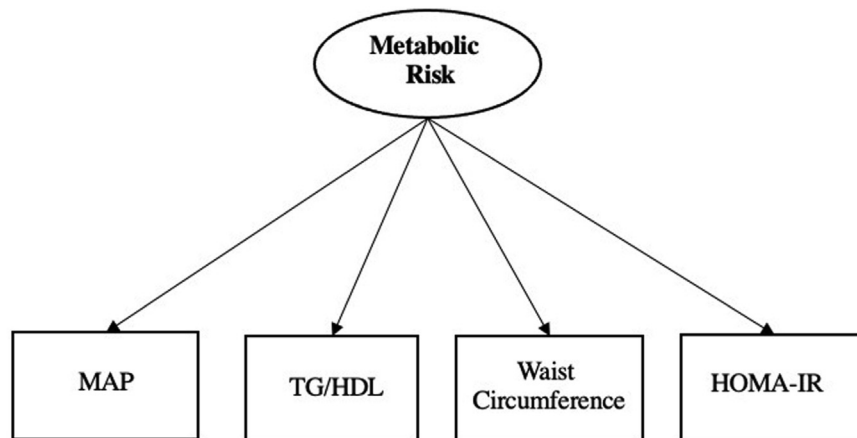 Metabolic
Risk
MAP
TG/HDL
Waist
Circumference
HOMA-IR